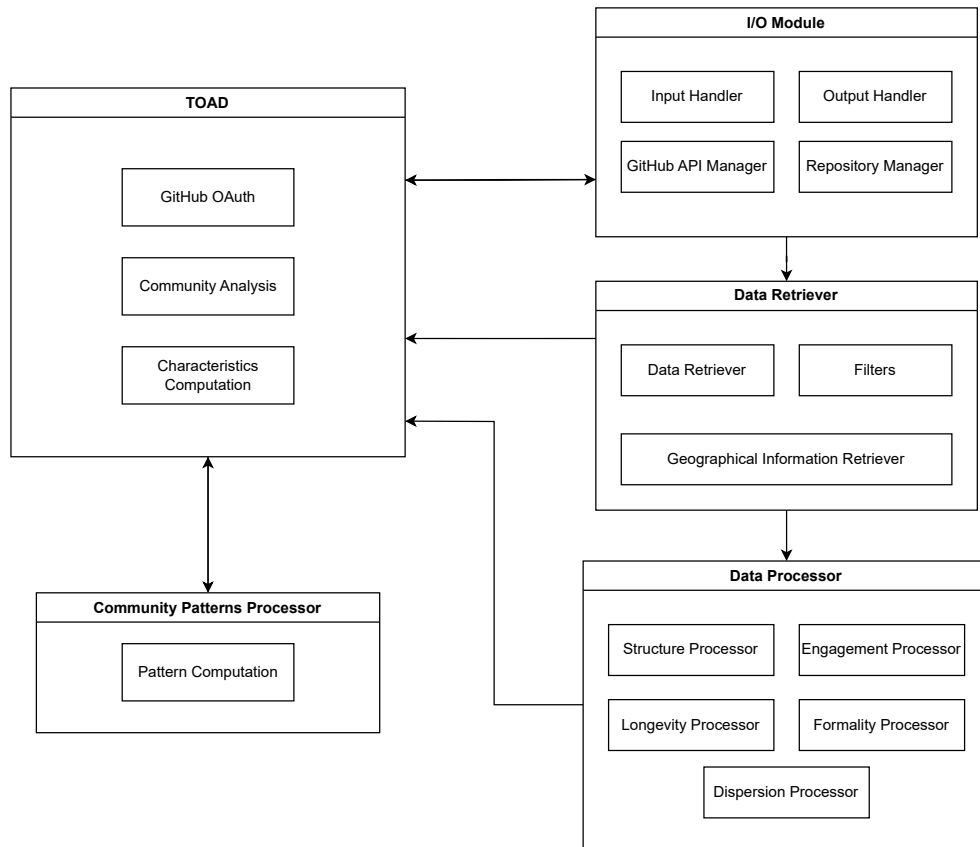 I/O Module
Input Handler
Output Handler
GitHub API Manager
Repository Manager
TOAD
GitHub OAuth
Community Analysis
Characteristics
Computation
Data Retriever
Data Retriever
Filters
Geographical Information Retriever
Data Processor
Structure Processor
Engagement Processor
Longevity Processor
Formality Processor
Dispersion Processor
Community Patterns Processor
Pattern Computation